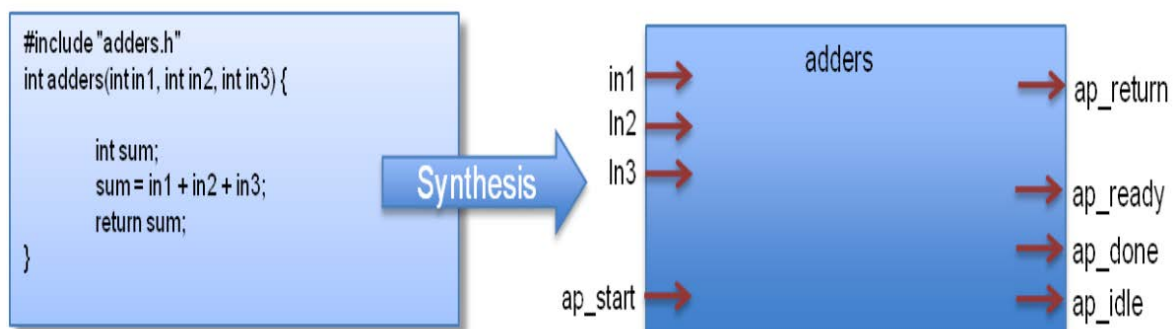 #include "adders.h"
int adders(int in1, int in2, int in3) {
int sum;
sum = in1 + in2 + in3;
return sum;
}
Synthesis
adders
in1
In2
In3
ap_start
ap_return
ap_ready
ap_done
ap_idle